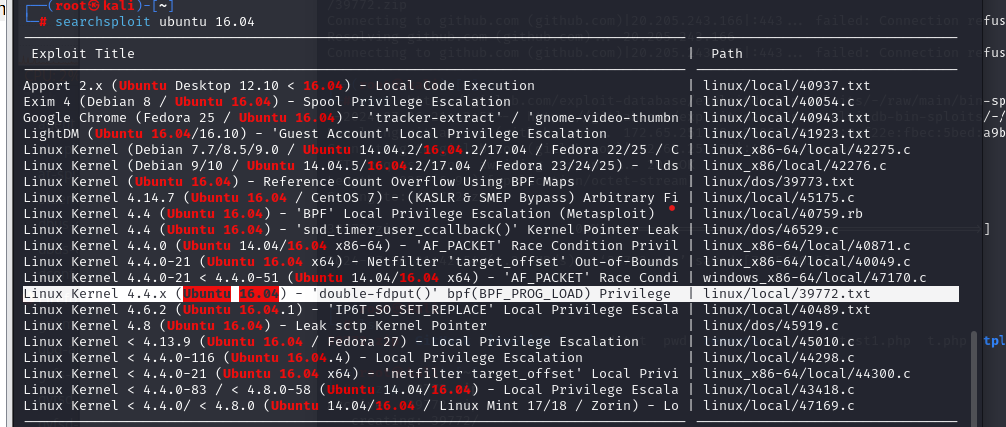 (root㉿kali)-[~]
# searchsploit ubuntu 16.04
Exploit Title | Path
Apport 2.x (Ubuntu Desktop 12.10 < 16.04) - Local Code Execution | linux/local/40937.txt
Exim 4 (Debian 8 / Ubuntu 16.04) - Spool Privilege Escalation | linux/local/40054.c
Google Chrome (Fedora 25 / Ubuntu 16.04) - 'tracker-extract' / 'gnome-video-thumbn | linux/local/40943.txt
LightDM (Ubuntu 16.04/16.10) - 'Guest Account' Local Privilege Escalation | linux/local/41923.txt
Linux Kernel (Debian 7.7/8.5/9.0 / Ubuntu 14.04.2/16.04.2/17.04 / Fedora 22/25 / C | linux_x86-64/local/42275.c
Linux Kernel (Debian 9/10 / Ubuntu 14.04.5/16.04.2/17.04 / Fedora 23/24/25) - 'lds | linux_x86/local/42276.c
Linux Kernel (Ubuntu 16.04) - Reference Count Overflow Using BPF Maps | linux/dos/39773.txt
Linux Kernel 4.14.7 (Ubuntu 16.04 / CentOS 7) - (KASLR & SMEP Bypass) Arbitrary Fi | linux/local/45175.c
Linux Kernel 4.4 (Ubuntu 16.04) - 'BPF' Local Privilege Escalation (Metasploit) | linux/local/40759.rb
Linux Kernel 4.4 (Ubuntu 16.04) - 'snd_timer_user_ccallback()' Kernel Pointer Leak | linux/dos/46529.c
Linux Kernel 4.4.0 (Ubuntu 14.04/16.04 x86-64) - 'AF_PACKET' Race Condition Privil | linux_x86-64/local/40871.c
Linux Kernel 4.4.0-21 (Ubuntu 16.04 x64) - Netfilter 'target_offset' Out-of-Bounds | linux_x86-64/local/40049.c
Linux Kernel 4.4.0-21 < 4.4.0-51 (Ubuntu 14.04/16.04 x64) - 'AF_PACKET' Race Condi | windows_x86-64/local/47170.c
Linux Kernel 4.4.x (Ubuntu 16.04) - 'double-fdput()' bpf(BPF_PROG_LOAD) Privilege | linux/local/39772.txt
Linux Kernel 4.6.2 (Ubuntu 16.04.1) - 'IP6T_SO_SET_REPLACE' Local Privilege Escala | linux/local/40489.txt
Linux Kernel 4.8 (Ubuntu 16.04) - Leak sctp Kernel Pointer | linux/dos/45919.c
Linux Kernel < 4.13.9 (Ubuntu 16.04 / Fedora 27) - Local Privilege Escalation | linux/local/45010.c
Linux Kernel < 4.4.0-116 (Ubuntu 16.04.4) - Local Privilege Escalation | linux/local/44298.c
Linux Kernel < 4.4.0-21 (Ubuntu 16.04 x64) - 'netfilter target_offset' Local Privi | linux_x86-64/local/44300.c
Linux Kernel < 4.4.0-83 / < 4.8.0-58 (Ubuntu 14.04/16.04) - Local Privilege Escala | linux/local/43418.c
Linux Kernel < 4.4.0/ < 4.8.0 (Ubuntu 14.04/16.04 / Linux Mint 17/18 / Zorin) - Lo | linux/local/47169.c